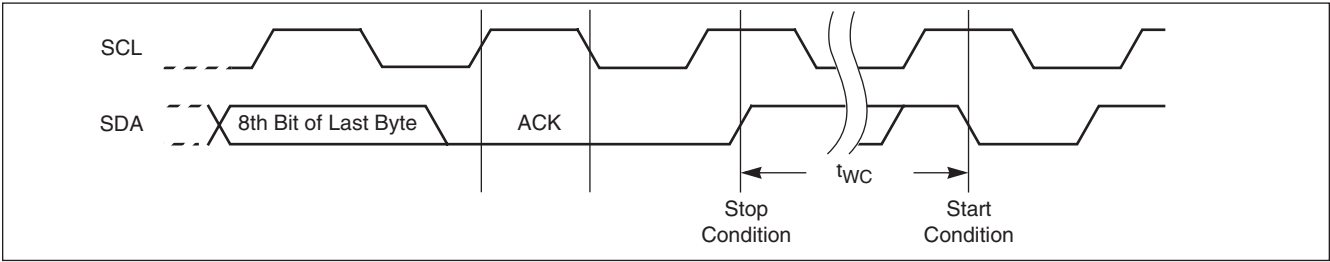 SCL
SDA
8th Bit of Last Byte
ACK
tWC
Stop
Condition
Start
Condition